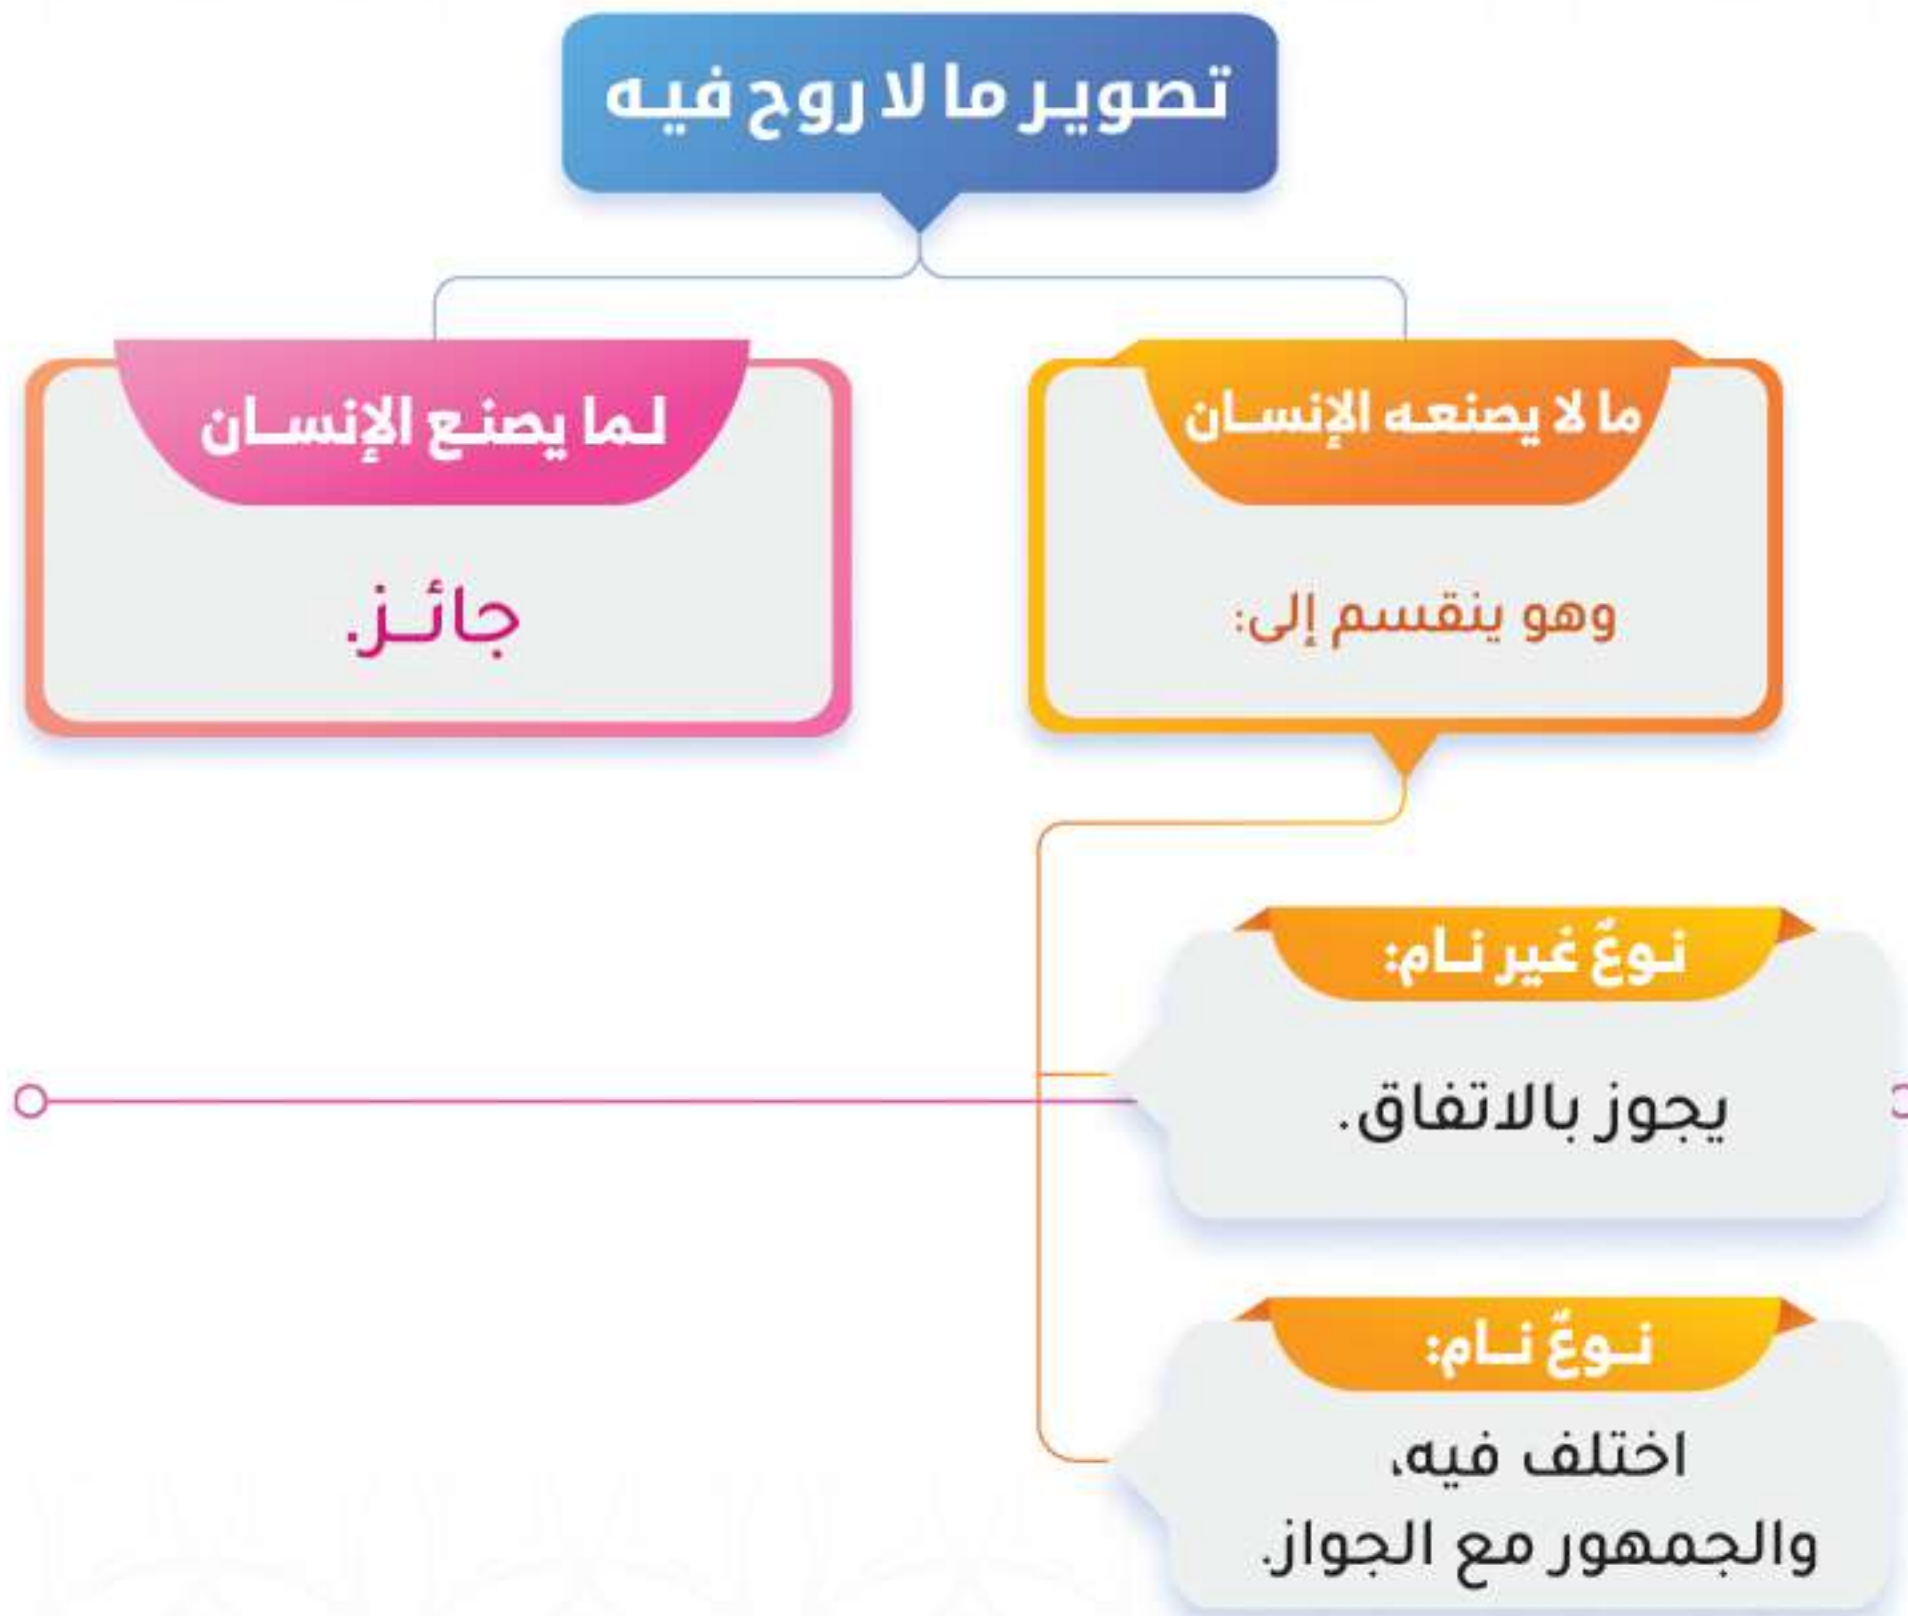 تصوير ما لا روح فيه
ما لا يصنعه الإنسان
وهو ينقسم إلى:
نوعٌ غير نام:
يجوز بالاتفاق.
نوعٌ نام:
اختلف فيه،
والجمهور مع الجواز.
لما يصنع الإنسان
جائز.